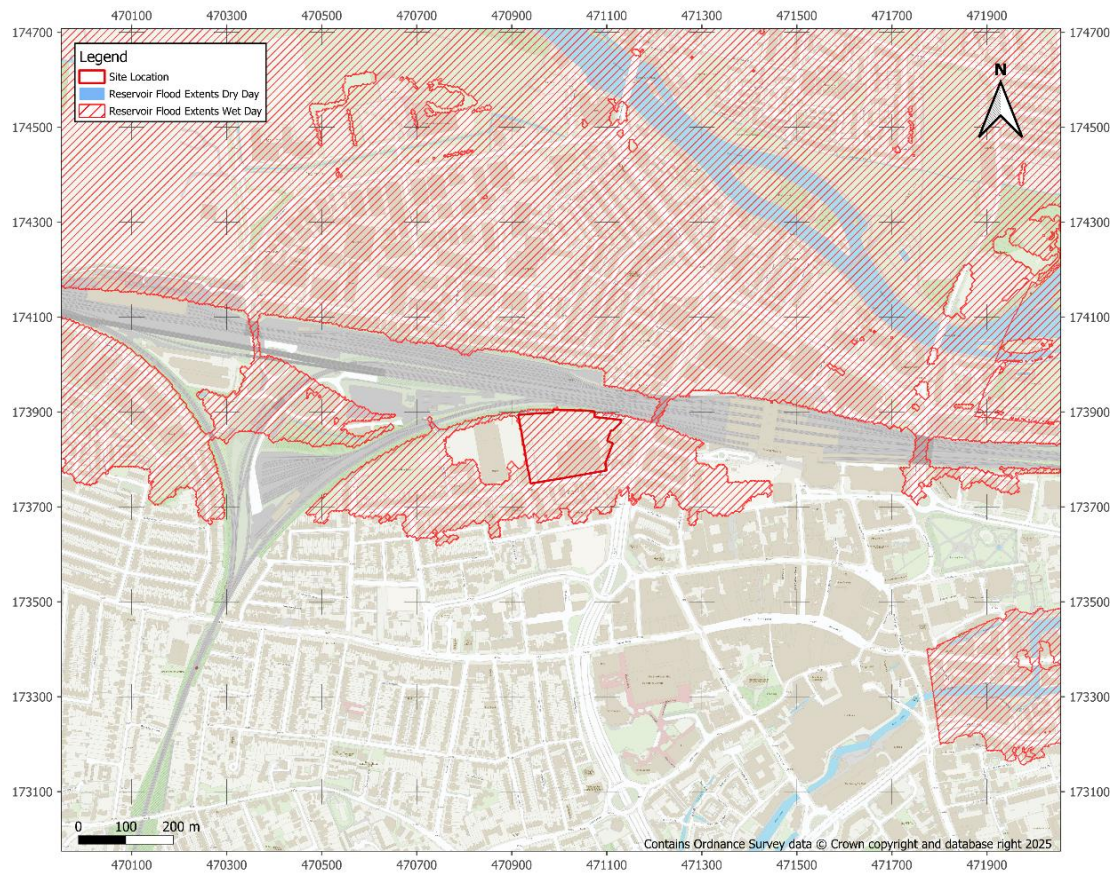 470100 470300 470500 470700 470900 471100 471300 471500 471700 471900
174700 174700
Legend
Site Location
Reservoir Flood Extents Dry Day
Reservoir Flood Extents Wet Day
N
174500 174500
174300 174300
174100 174100
173900 173900
173700 173700
173500 173500
173300 173300
173100 173100
0 100 200 m
Contains Ordnance Survey data © Crown copyright and database right 2025
470100 470300 470500 470700 470900 471100 471300 471500 471700 471900